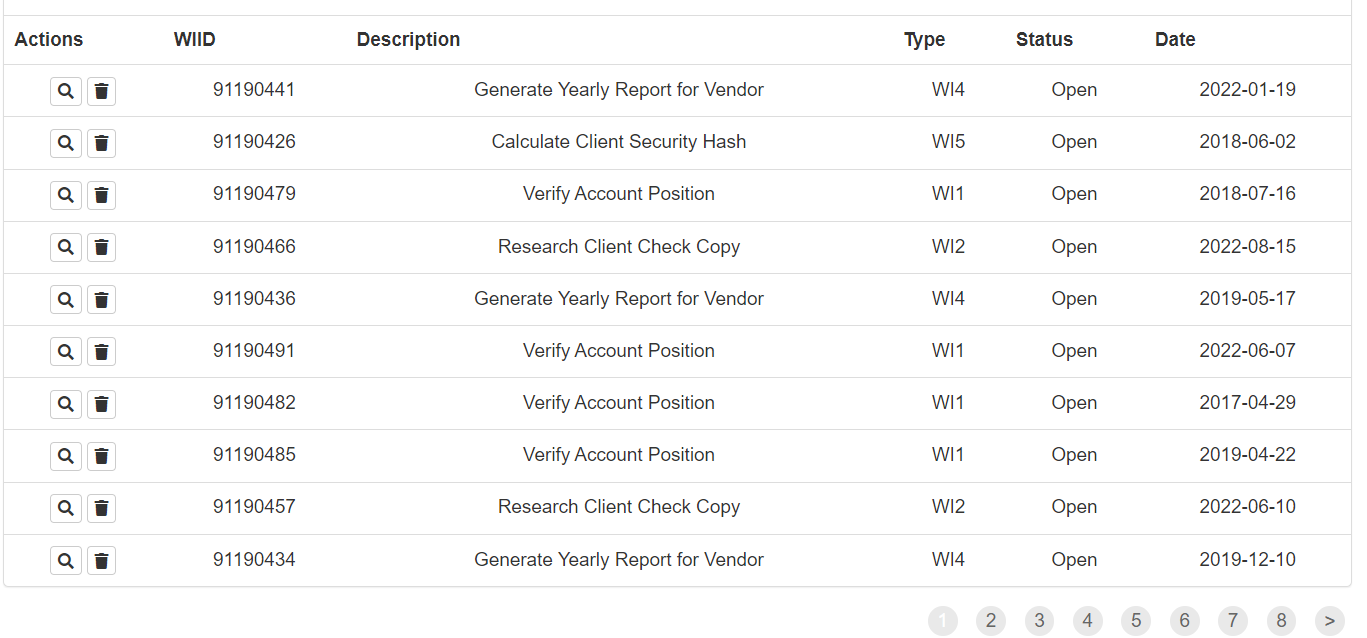 Actions WIID Description Type Status Date
91190441 Generate Yearly Report for Vendor WI4 Open 2022-01-19
91190426 Calculate Client Security Hash WI5 Open 2018-06-02
91190479 Verify Account Position WI1 Open 2018-07-16
91190466 Research Client Check Copy WI2 Open 2022-08-15
91190436 Generate Yearly Report for Vendor WI4 Open 2019-05-17
91190491 Verify Account Position WI1 Open 2022-06-07
91190482 Verify Account Position WI1 Open 2017-04-29
91190485 Verify Account Position WI1 Open 2019-04-22
91190457 Research Client Check Copy WI2 Open 2022-06-10
91190434 Generate Yearly Report for Vendor WI4 Open 2019-12-10
1 2 3 4 5 6 7 8 >